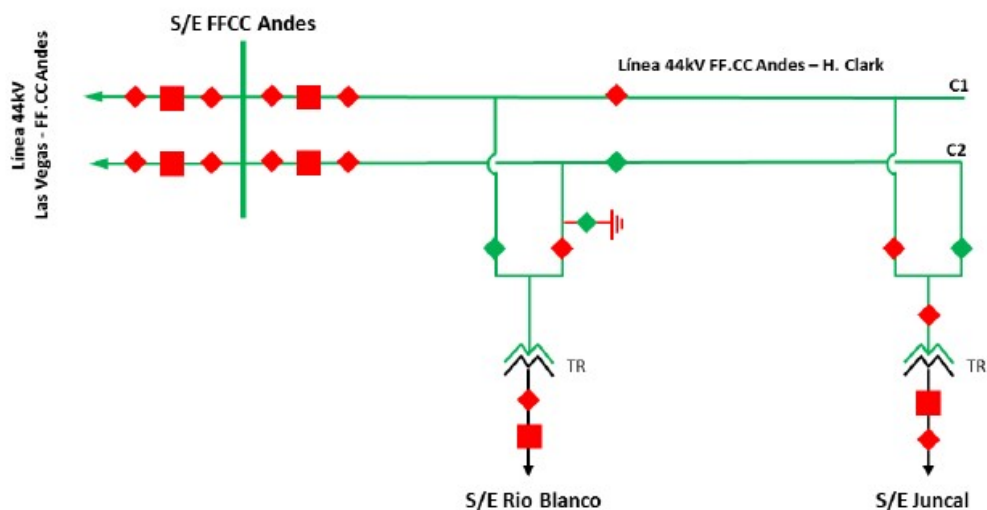 S/E FFCC Andes
Línea 44kV
Las Vegas - FF.CC Andes
Línea 44kV FF.CC Andes – H. Clark
C1
C2
TR
TR
S/E Rio Blanco
S/E Juncal